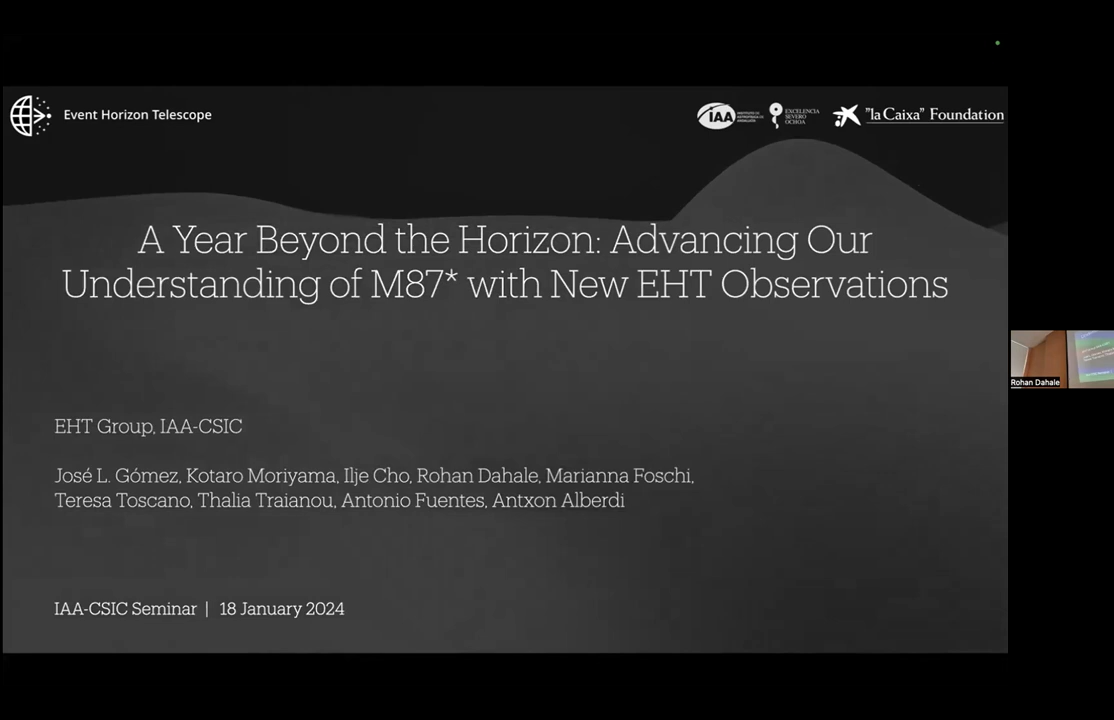 Event Horizon Telescope
IAA
EXCELENCIA
SEVERO
OCHOA
"la Caixa" Foundation
A Year Beyond the Horizon: Advancing Our
Understanding of M87* with New EHT Observations
EHT Group, IAA-CSIC
José L. Gómez, Kotaro Moriyama, Ilje Cho, Rohan Dahale, Marianna Foschi,
Teresa Toscano, Thalia Traianou, Antonio Fuentes, Antxon Alberdi
IAA-CSIC Seminar | 18 January 2024
Rohan Dahale